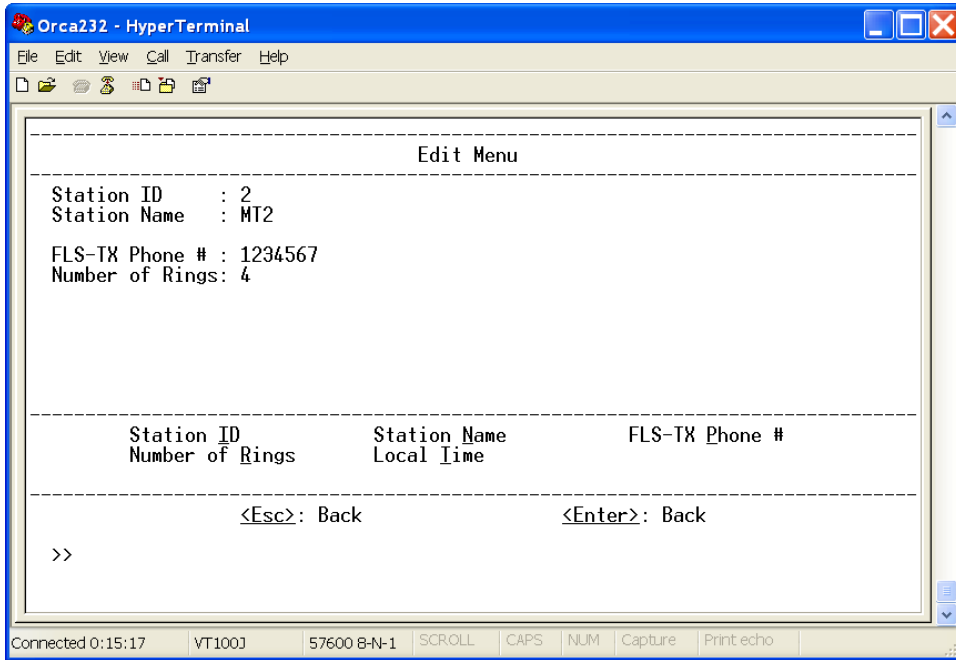 Orca232 - HyperTerminal
File Edit View Call Transfer Help
Edit Menu
Station ID : 2
Station Name : MT2
FLS-TX Phone # : 1234567
Number of Rings: 4
Station ID Station Name FLS-TX Phone #
Number of Rings Local Time
<Esc>: Back <Enter>: Back
>>
Connected 0:15:17 VT100J 57600 8-N-1 SCROLL CAPS NUM Capture Print echo